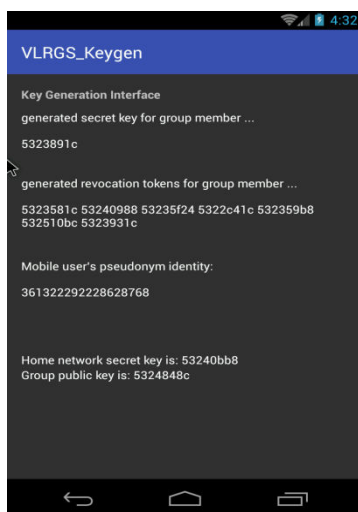 4:32
VLRGS_Keygen
Key Generation Interface
generated secret key for group member ...
5323891c
generated revocation tokens for group member ...
5323581c 53240988 53235f24 5322c41c 532359b8
532510bc 5323931c
Mobile user's pseudonym identity:
361322292228628768
Home network secret key is: 53240bb8
Group public key is: 5324848c